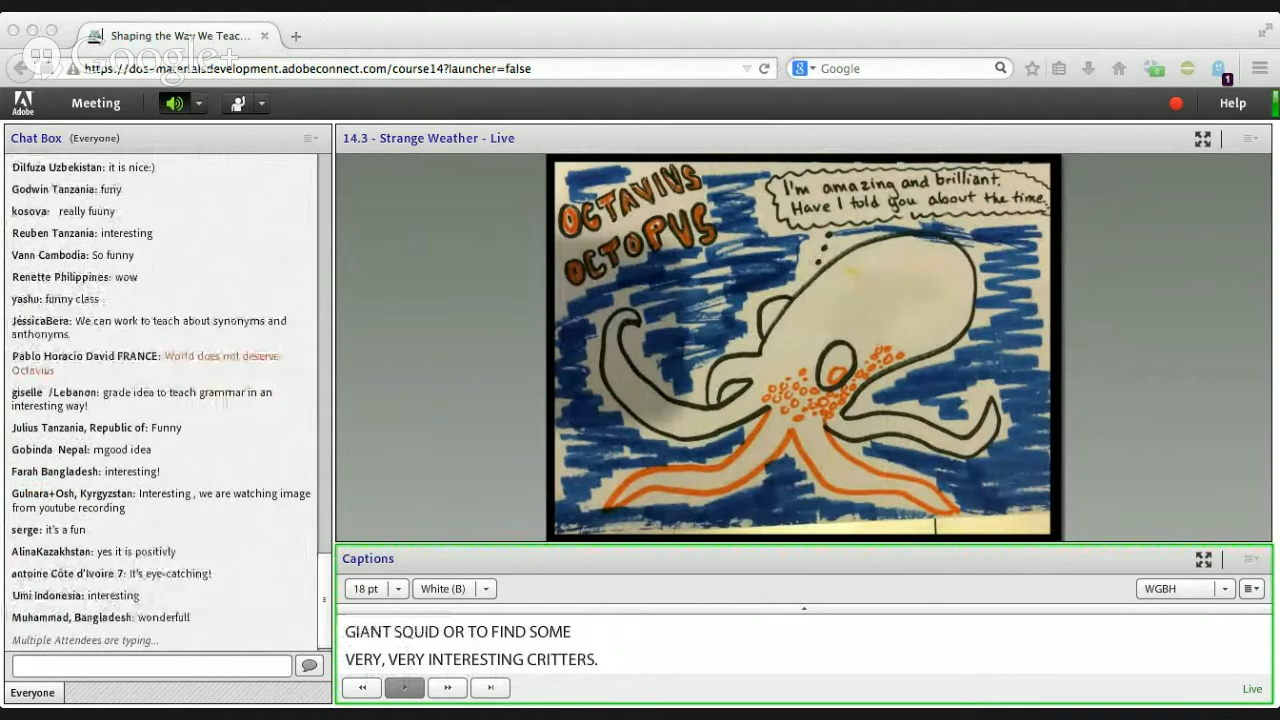 Shaping the Way We Teac...
Google+
https://dos-materialsdevelopment.adobeconnect.com/course14?launcher=false
Google
1
Adobe
Meeting
Help
Chat Box (Everyone)
Dilfuza Uzbekistan: it is nice:)
Godwin Tanzania: funy
kosova: really fuuny
Reuben Tanzania: interesting
Vann Cambodia: So funny
Renette Philippines: wow
yashu: funny class
JessicaBera: We can work to teach about synonyms and
anthonyms.
Pablo Horacio David FRANCE: World does not deserve
Octavius
giselle /Lebanon: grade idea to teach grammar in an
interesting way!
Julius Tanzania, Republic of: Funny
Gobinda Nepal: mgood idea
Farah Bangladesh: interesting!
Gulnara+Osh, Kyrgyzstan: Interesting , we are watching image
from youtube recording
serge: it's a fun
AlinaKazakhstan: yes it is positivly
antoine Côte d'Ivoire 7: It's eye-catching!
Umi Indonesia: interesting
Muhammad, Bangladesh: wonderfull!
Multiple Attendees are typing...
Everyone
14.3 - Strange Weather - Live
OCTAVIUS
OCTOPUS
I'm amazing and brilliant.
Have I told you about the time
Captions
18 pt
White (B)
WGBH
GIANT SQUID OR TO FIND SOME
VERY, VERY INTERESTING CRITTERS.
Live